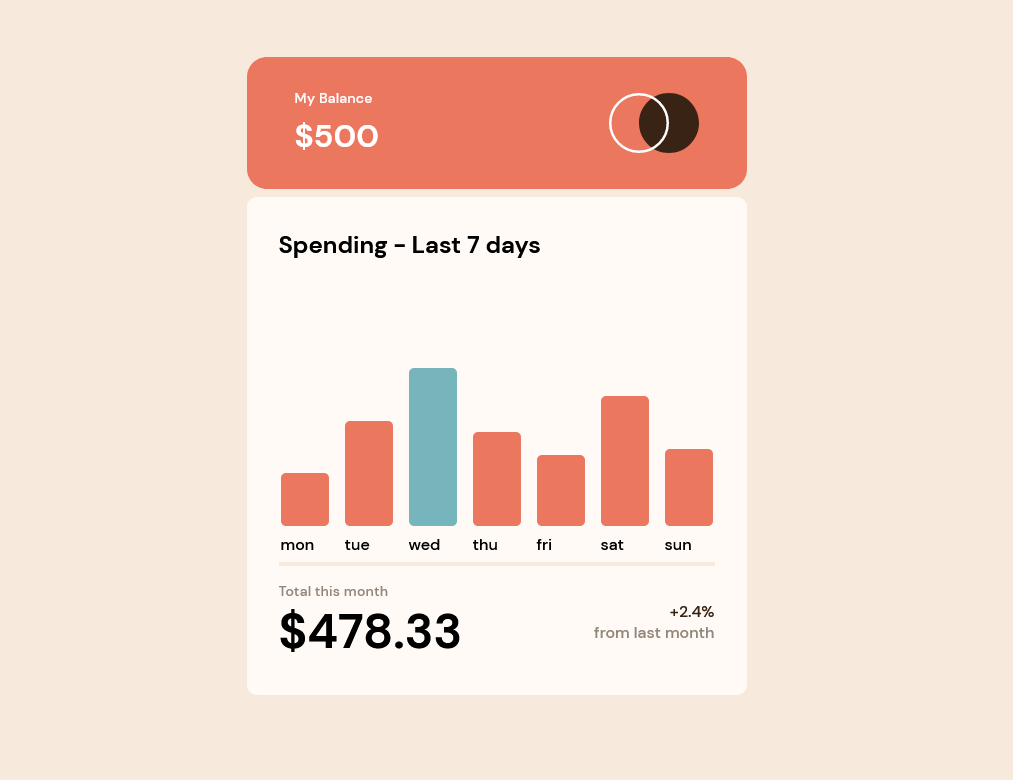 My Balance
$500
Spending - Last 7 days
mon tue wed thu fri sat sun
Total this month
$478.33
+2.4%
from last month